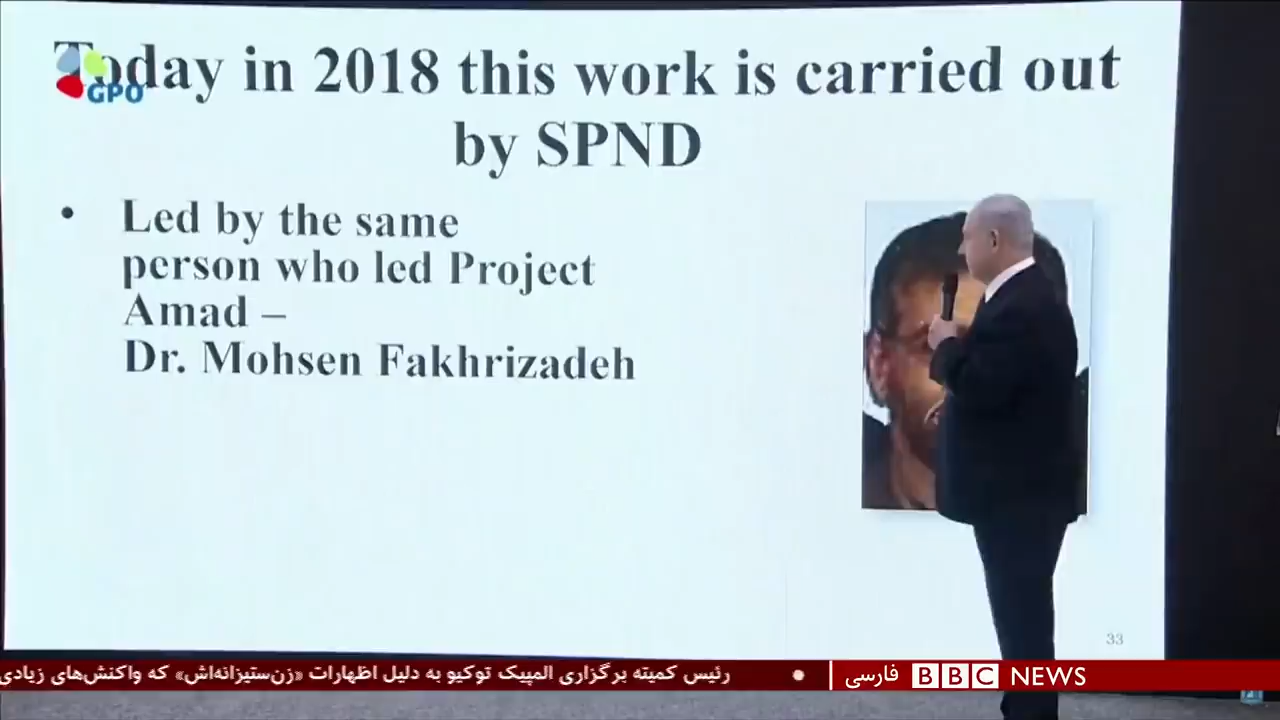 Today in 2018 this work is carried out
by SPND
GPO
• Led by the same
person who led Project
Amad –
Dr. Mohsen Fakhrizadeh
33
رئیس کمیته برگزاری المپیک توکیو به دلیل اظهارات «زن‌ستیزانه‌اش» که واکنش‌های زیادی
BBC NEWS فارسی